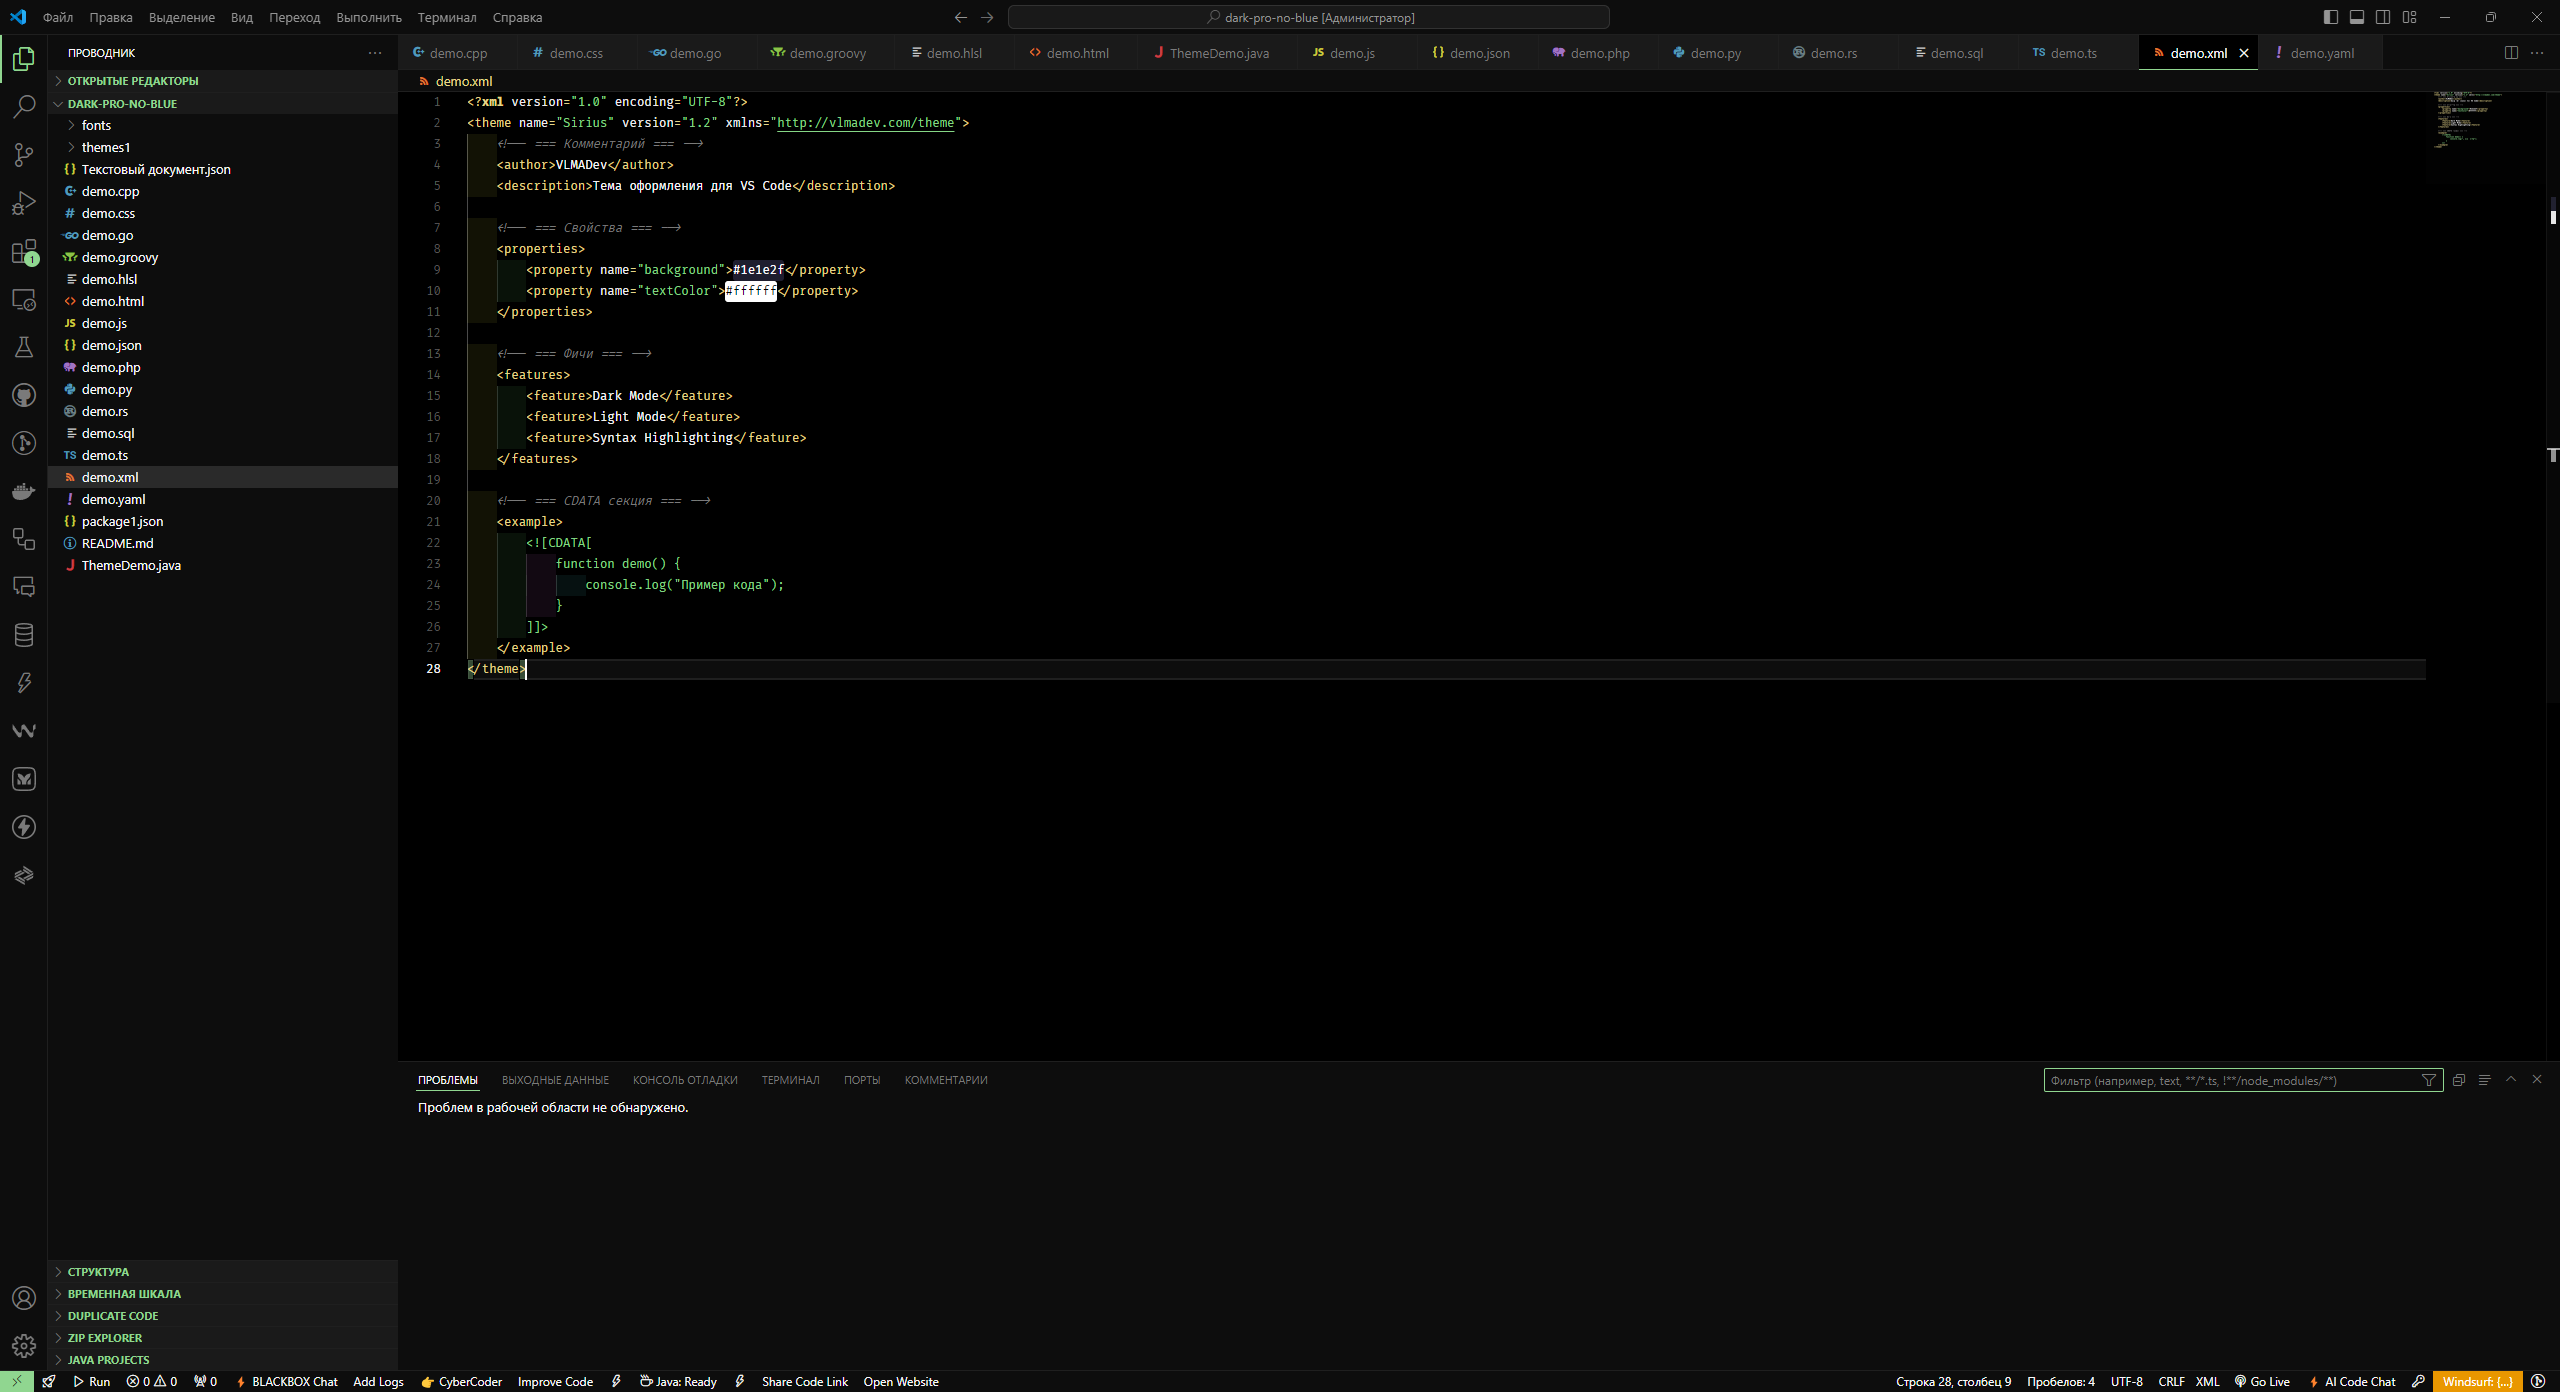 Файл Правка Выделение Вид Переход Выполнить Терминал Справка
dark-pro-no-blue [Администратор]
ПРОВОДНИК
ОТКРЫТЫЕ РЕДАКТОРЫ
DARK-PRO-NO-BLUE
fonts
themes1
Текстовый документ.json
demo.cpp
demo.css
demo.go
demo.groovy
demo.hlsl
demo.html
demo.js
demo.json
demo.php
demo.py
demo.rs
demo.sql
demo.ts
demo.xml
demo.yaml
package1.json
README.md
ThemeDemo.java
СТРУКТУРА
ВРЕМЕННАЯ ШКАЛА
DUPLICATE CODE
ZIP EXPLORER
JAVA PROJECTS
demo.cpp demo.css demo.go demo.groovy demo.hlsl demo.html ThemeDemo.java demo.js demo.json demo.php demo.py demo.rs demo.sql demo.ts demo.xml demo.yaml
demo.xml
1 <?xml version="1.0" encoding="UTF-8"?>
2 <theme name="Sirius" version="1.2" xmlns="http://vlmadev.com/theme">
3 <!-- === Комментарий === -->
4 <author>VLMADev</author>
5 <description>Тема оформления для VS Code</description>
6
7 <!-- === Свойства === -->
8 <properties>
9 <property name="background">#1e1e2f</property>
10 <property name="textColor">#ffffff</property>
11 </properties>
12
13 <!-- === Фичи === -->
14 <features>
15 <feature>Dark Mode</feature>
16 <feature>Light Mode</feature>
17 <feature>Syntax Highlighting</feature>
18 </features>
19
20 <!-- === CDATA секция === -->
21 <example>
22 <![CDATA[
23 function demo() {
24 console.log("Пример кода");
25 }
26 ]]>
27 </example>
28 </theme>
ПРОБЛЕМЫ ВЫХОДНЫЕ ДАННЫЕ КОНСОЛЬ ОТЛАДКИ ТЕРМИНАЛ ПОРТЫ КОММЕНТАРИИ
Фильтр (например, text, **/*.ts, !**/node_modules/**)
Проблем в рабочей области не обнаружено.
Run 0 0 0 BLACKBOX Chat Add Logs CyberCoder Improve Code Java: Ready Share Code Link Open Website
Строка 28, столбец 9 Пробелов: 4 UTF-8 CRLF XML Go Live AI Code Chat Windsurf: {...}